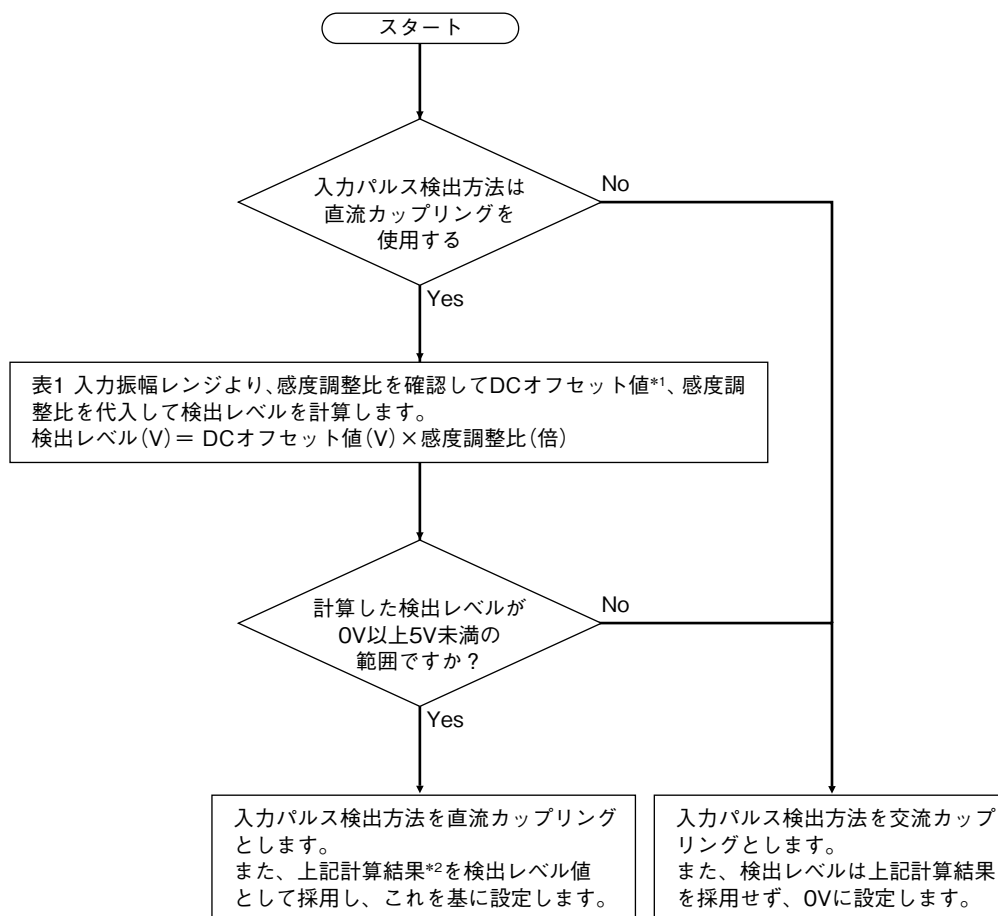 スタート
入力パルス検出方法は
直流カップリングを
使用する
No
Yes
表1 入力振幅レンジより、感度調整比を確認してDCオフセット値*1、感度調
整比を代入して検出レベルを計算します。
検出レベル(V)= DCオフセット値(V)×感度調整比(倍)
計算した検出レベルが
0V以上5V未満の
範囲ですか?
No
Yes
入力パルス検出方法を直流カップリング
とします。
また、上記計算結果*2を検出レベル値
として採用し、これを基に設定します。
入力パルス検出方法を交流カップ
リングとします。
また、検出レベルは上記計算結果
を採用せず、0Vに設定します。